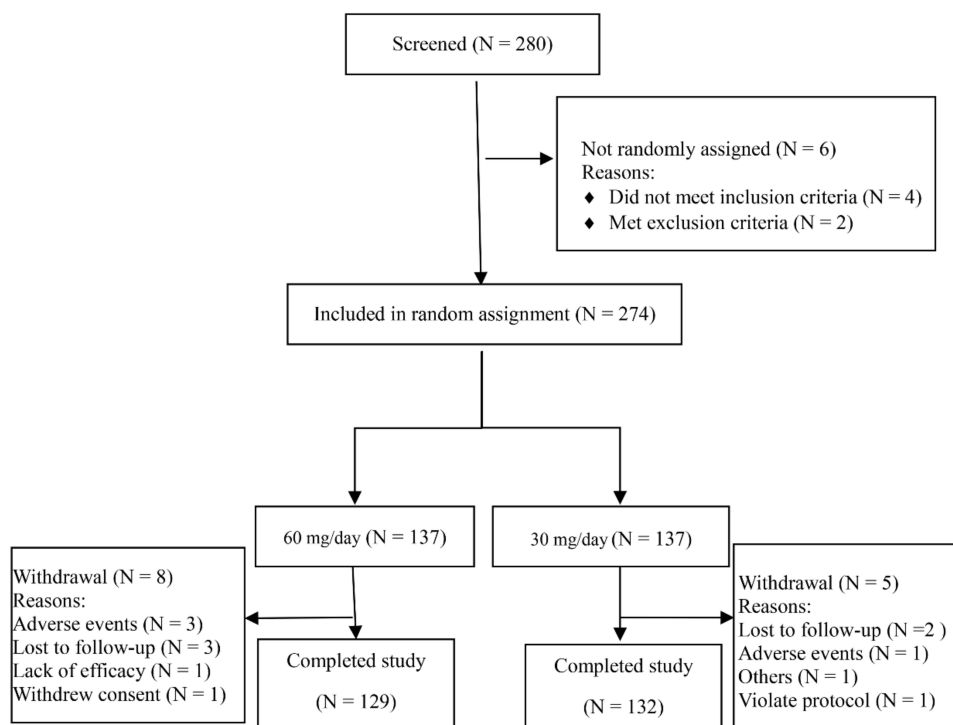 Screened (N = 280)
Not randomly assigned (N = 6)
Reasons:
♦ Did not meet inclusion criteria (N = 4)
♦ Met exclusion criteria (N = 2)
Included in random assignment (N = 274)
60 mg/day (N = 137)
30 mg/day (N = 137)
Withdrawal (N = 8)
Reasons:
Adverse events (N = 3)
Lost to follow-up (N = 3)
Lack of efficacy (N = 1)
Withdrew consent (N = 1)
Withdrawal (N = 5)
Reasons:
Lost to follow-up (N =2 )
Adverse events (N = 1)
Others (N = 1)
Violate protocol (N = 1)
Completed study
(N = 129)
Completed study
(N = 132)